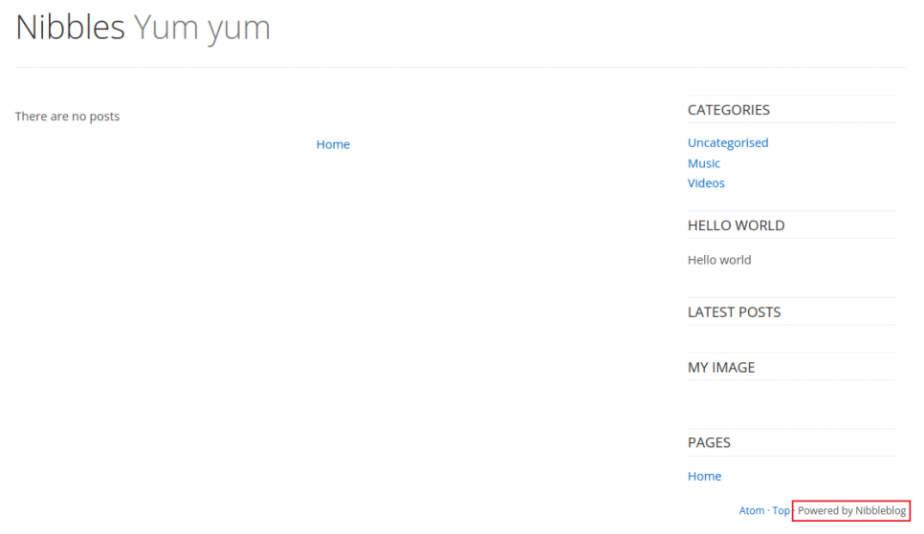 Nibbles Yum yum
There are no posts
Home
CATEGORIES
Uncategorised
Music
Videos
HELLO WORLD
Hello world
LATEST POSTS
MY IMAGE
PAGES
Home
Atom · Top · Powered by Nibbleblog